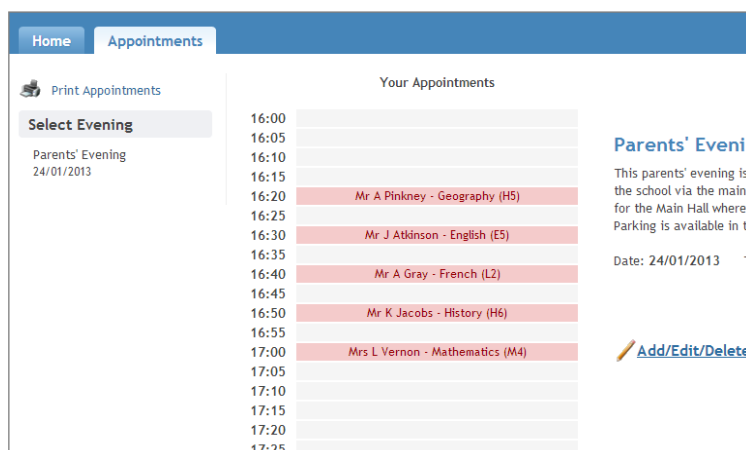 Home Appointments
Print Appointments
Select Evening
Parents' Evening
24/01/2013
Your Appointments
16:00
16:05
16:10
16:15
16:20 Mr A Pinkney - Geography (H5)
16:25
16:30 Mr J Atkinson - English (E5)
16:35
16:40 Mr A Gray - French (L2)
16:45
16:50 Mr K Jacobs - History (H6)
16:55
17:00 Mrs L Vernon - Mathematics (M4)
17:05
17:10
17:15
17:20
17:25
Parents' Eveni
This parents' evening is
the school via the main
for the Main Hall where
Parking is available in t
Date: 24/01/2013
Add/Edit/Delete